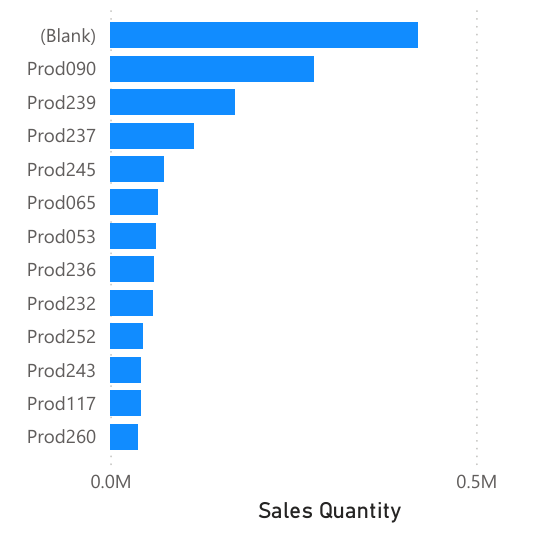 (Blank)
Prod090
Prod239
Prod237
Prod245
Prod065
Prod053
Prod236
Prod232
Prod252
Prod243
Prod117
Prod260
0.0M 0.5M
Sales Quantity